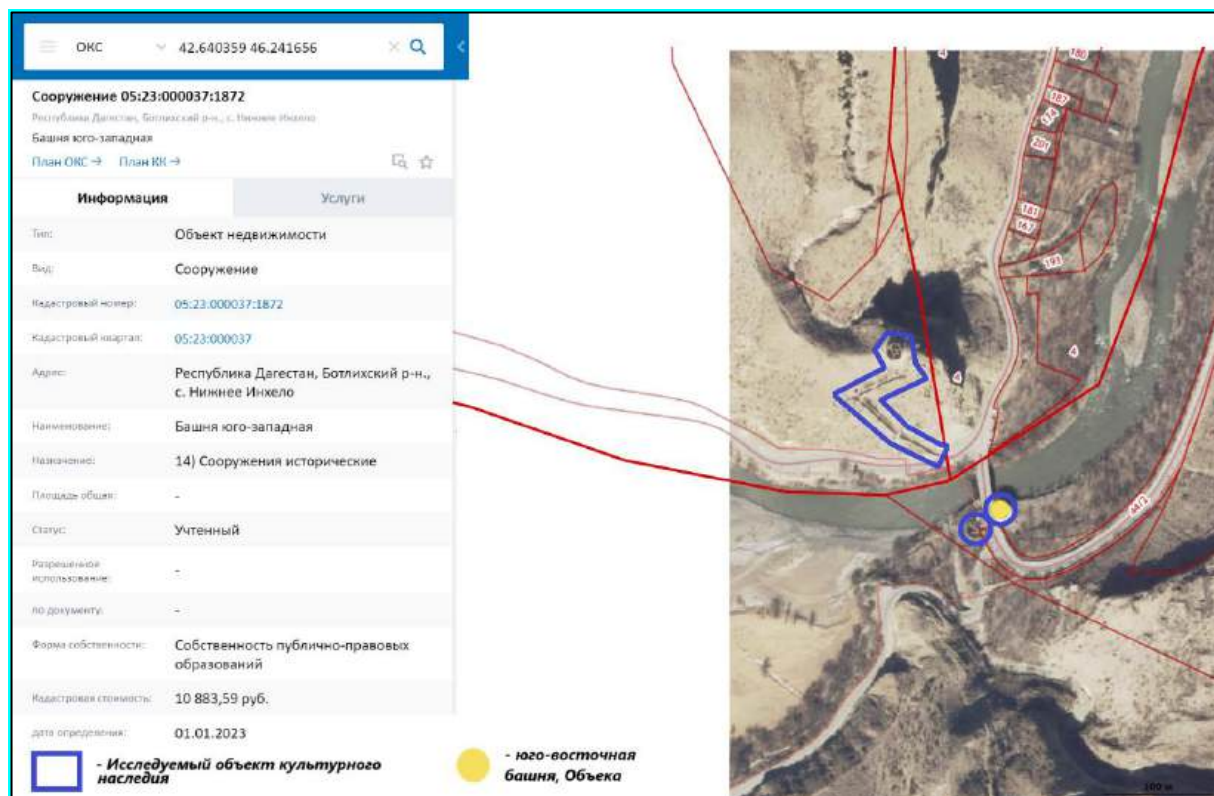 ОКС 42.640359 46.241656
Сооружение 05:23:000037:1872
Республика Дагестан, Ботлихский р-н., с. Нижнее Инхело
Башня юго-западная
План ОКС → План КК →
Информация Услуги
Тип: Объект недвижимости
Вид: Сооружение
Кадастровый номер: 05:23:000037:1872
Кадастровый квартал: 05:23:000037
Адрес: Республика Дагестан, Ботлихский р-н.,
с. Нижнее Инхело
Наименование: Башня юго-западная
Назначение: 14) Сооружения исторические
Площадь общая: -
Статус: Учтенный
Разрешенное
использование: -
по документу: -
Форма собственности: Собственность публично-правовых
образований
Кадастровая стоимость: 10 883,59 руб.
дата определения: 01.01.2023
- Исследуемый объект культурного
наследия
- юго-восточная
башня, Объека
4
180
187
174
201
181
167
193
4
4
447/2
100 м